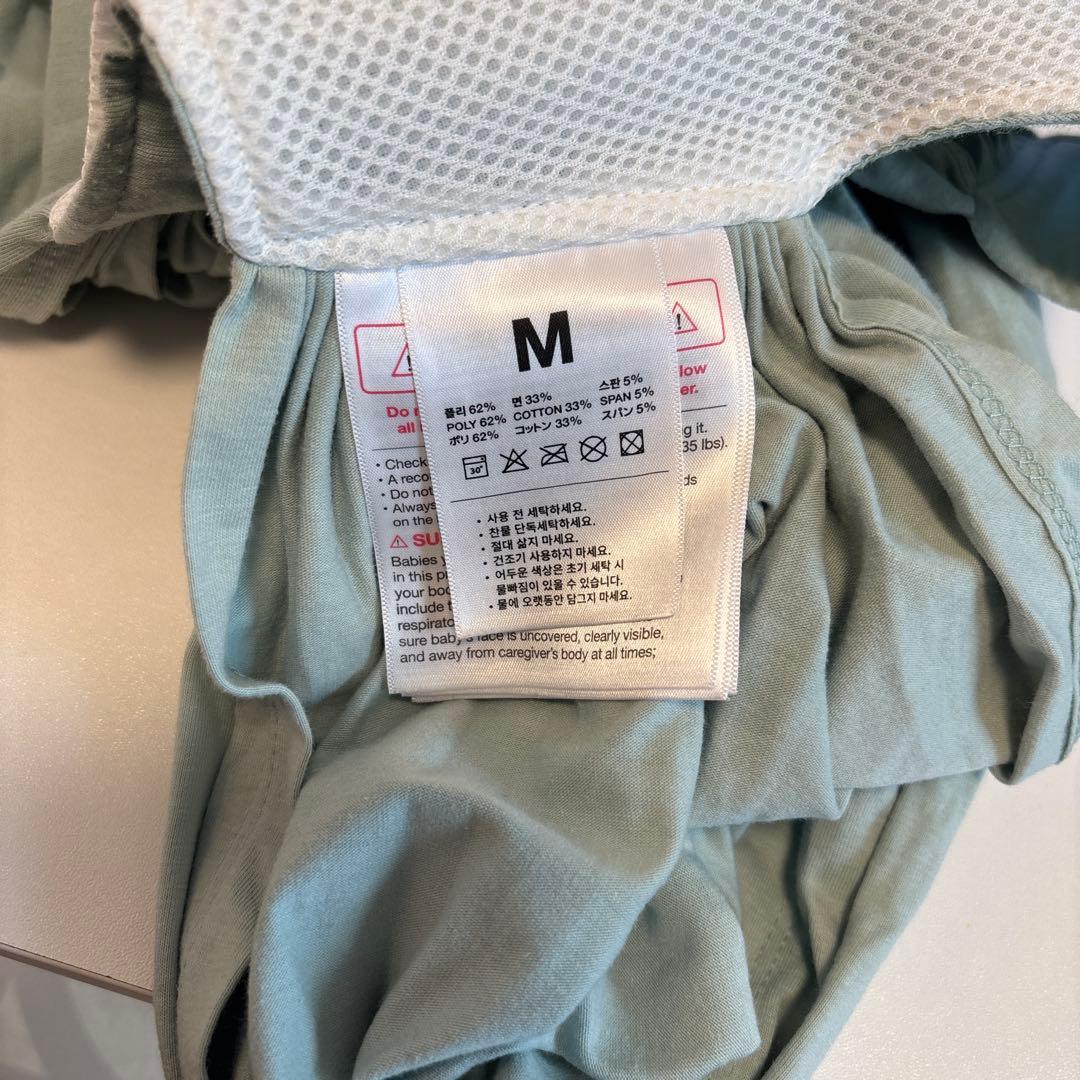 M
폴리 62% 면 33% 스판 5%
POLY 62% COTTON 33% SPAN 5%
ポリ 62% コットン 33% スパン 5%
30°
• 사용 전 세탁하세요.
• 찬물 단독세탁하세요.
• 절대 삶지 마세요.
• 건조기 사용하지 마세요.
• 어두운 색상은 초기 세탁 시
물빠짐이 있을 수 있습니다.
• 물에 오랫동안 담그지 마세요.
! !
Do
all er.
• Check g it.
• A 35 lbs).
• Do not
• Always
on the
Babies
in this
your
include
sure baby's face is uncovered, clearly visible,
and away from caregiver's body at all times;